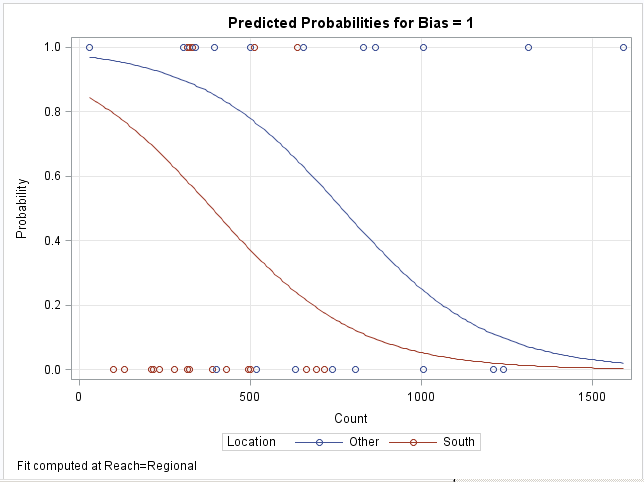 Predicted Probabilities for Bias = 1
1.0
0.8
0.6
0.4
0.2
0.0
Probability
0 500 1000 1500
Count
Location Other South
Fit computed at Reach=Regional